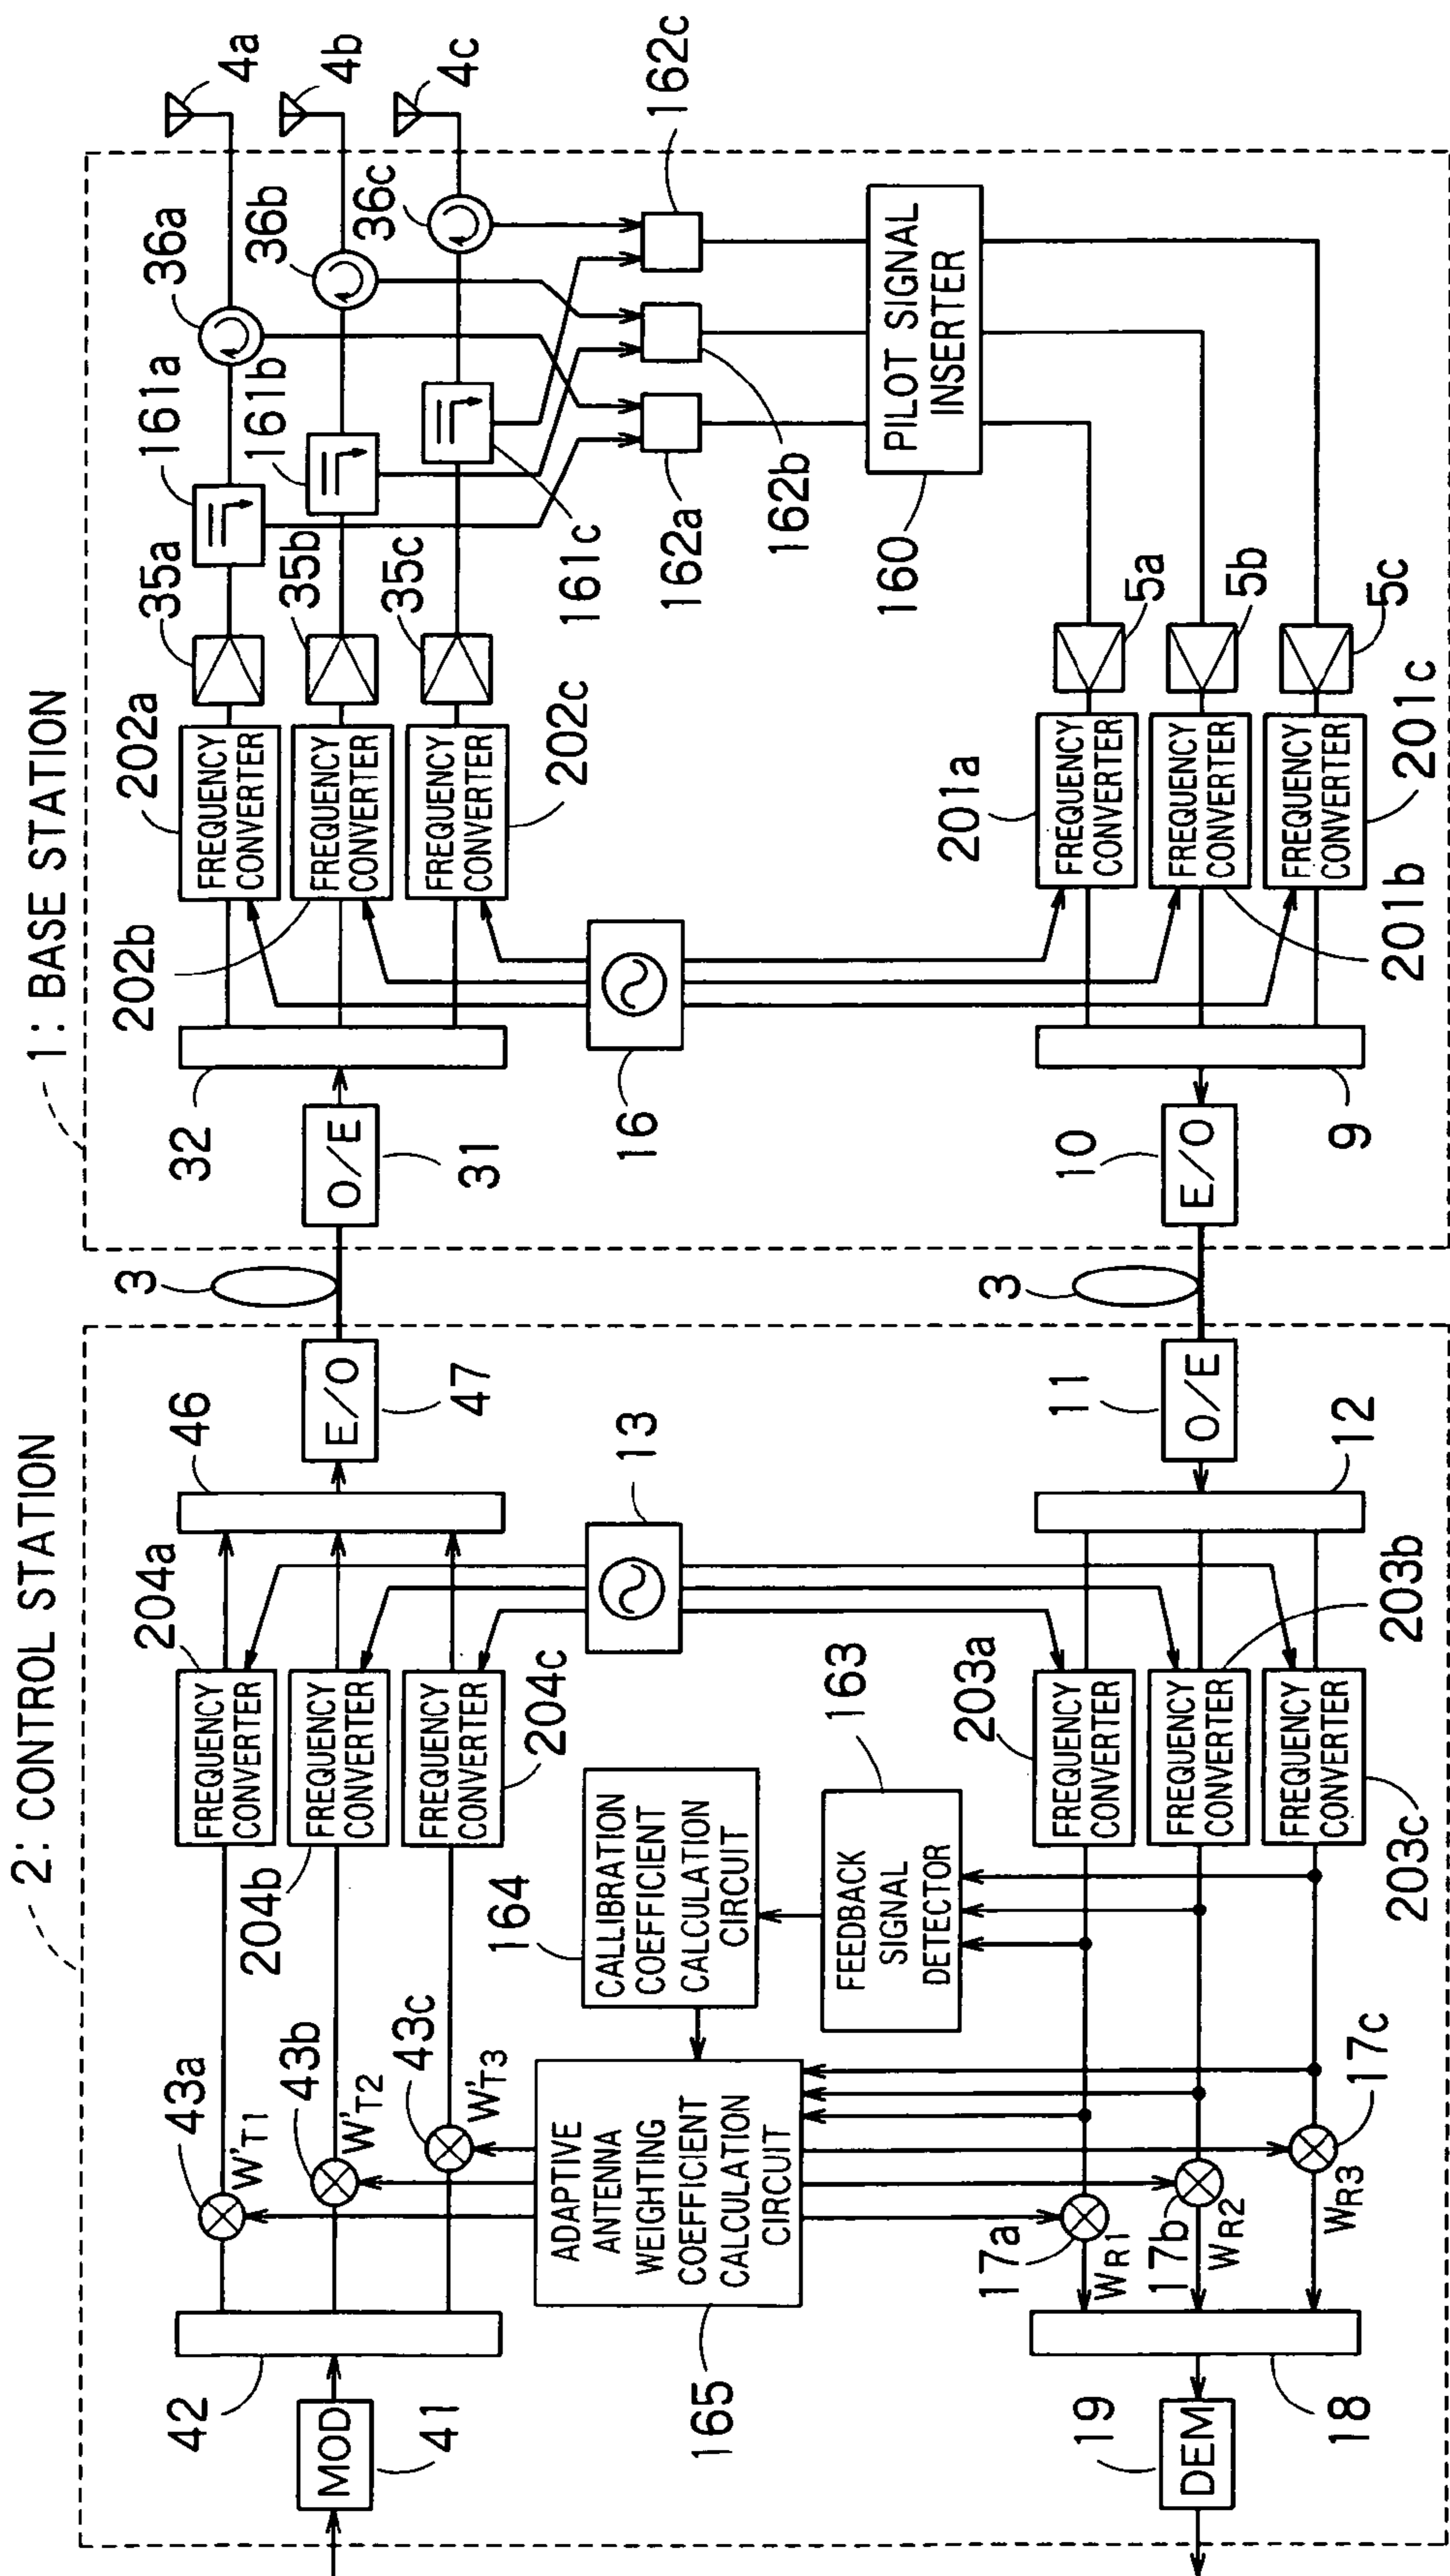 2: CONTROL STATION
1: BASE STATION
42
43a
W'T1
204a
46
3
32
202a
35a
161a
36a
4a
MOD
41
43b
W'T2
204b
FREQUENCY
CONVERTER
FREQUENCY
CONVERTER
FREQUENCY
CONVERTER
E/O
47
O/E
31
202b
FREQUENCY
CONVERTER
FREQUENCY
CONVERTER
FREQUENCY
CONVERTER
35b
161b
36b
4b
43c
W'T3
204c
202c
35c
161c
36c
4c
165
ADAPTIVE
ANTENNA
WEIGHTING
COEFFICIENT
CALCULATION
CIRCUIT
164
CALLIBRATION
COEFFICIENT
CALCULATION
CIRCUIT
13
16
162a
162b
162c
FEEDBACK
SIGNAL
DETECTOR
163
160
PILOT SIGNAL
INSERTER
19
DEM
18
17a
WR1
17b
WR2
17c
WR3
203a
FREQUENCY
CONVERTER
FREQUENCY
CONVERTER
FREQUENCY
CONVERTER
203b
203c
12
11
O/E
3
10
E/O
9
201a
FREQUENCY
CONVERTER
FREQUENCY
CONVERTER
FREQUENCY
CONVERTER
201b
201c
5a
5b
5c